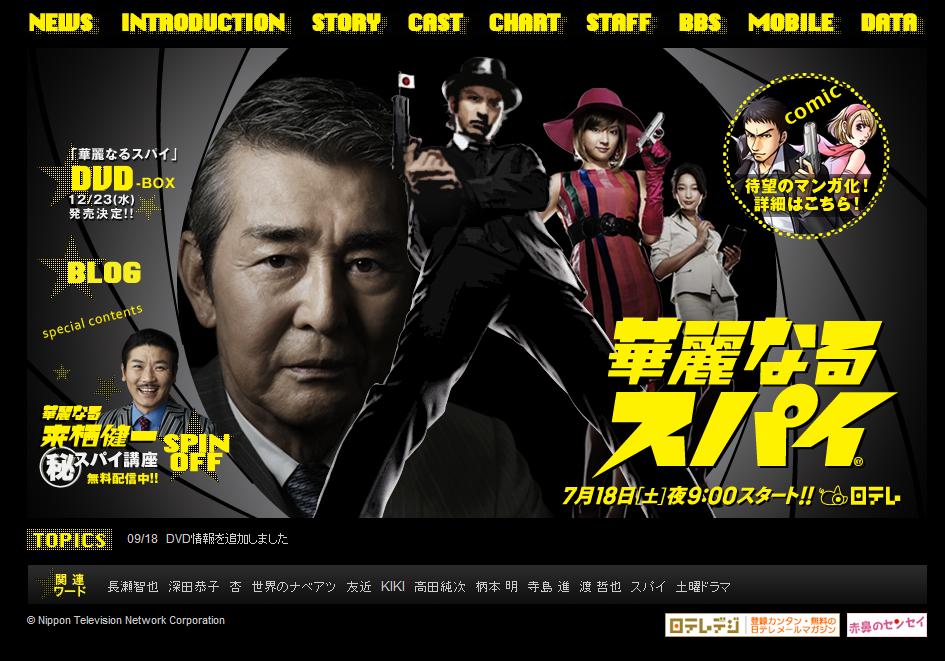 NEWS INTRODUCTION STORY CAST CHART STAFF BBS MOBILE DATA
「華麗なるスパイ」
DVD-BOX
12/23(水)
発売決定!!
BLOG
special contents
華麗なる
来栖健一
㊙スパイ講座
無料配信中!!
SPIN
OFF
comic
待望のマンガ化!
詳細はこちら!
華麗なる
スパイ
7月18日[土]夜9:00スタート!! 日テレ
TOPICS 09/18 DVD情報を追加しました
関連
ワード
長瀬智也 深田恭子 杏 世界のナベアツ 友近 KIKI 高田純次 柄本 明 寺島 進 渡 哲也 スパイ 土曜ドラマ
© Nippon Television Network Corporation
日テレデジ
登録カンタン・無料の
日テレメールマガジン
赤鼻のセンセイ